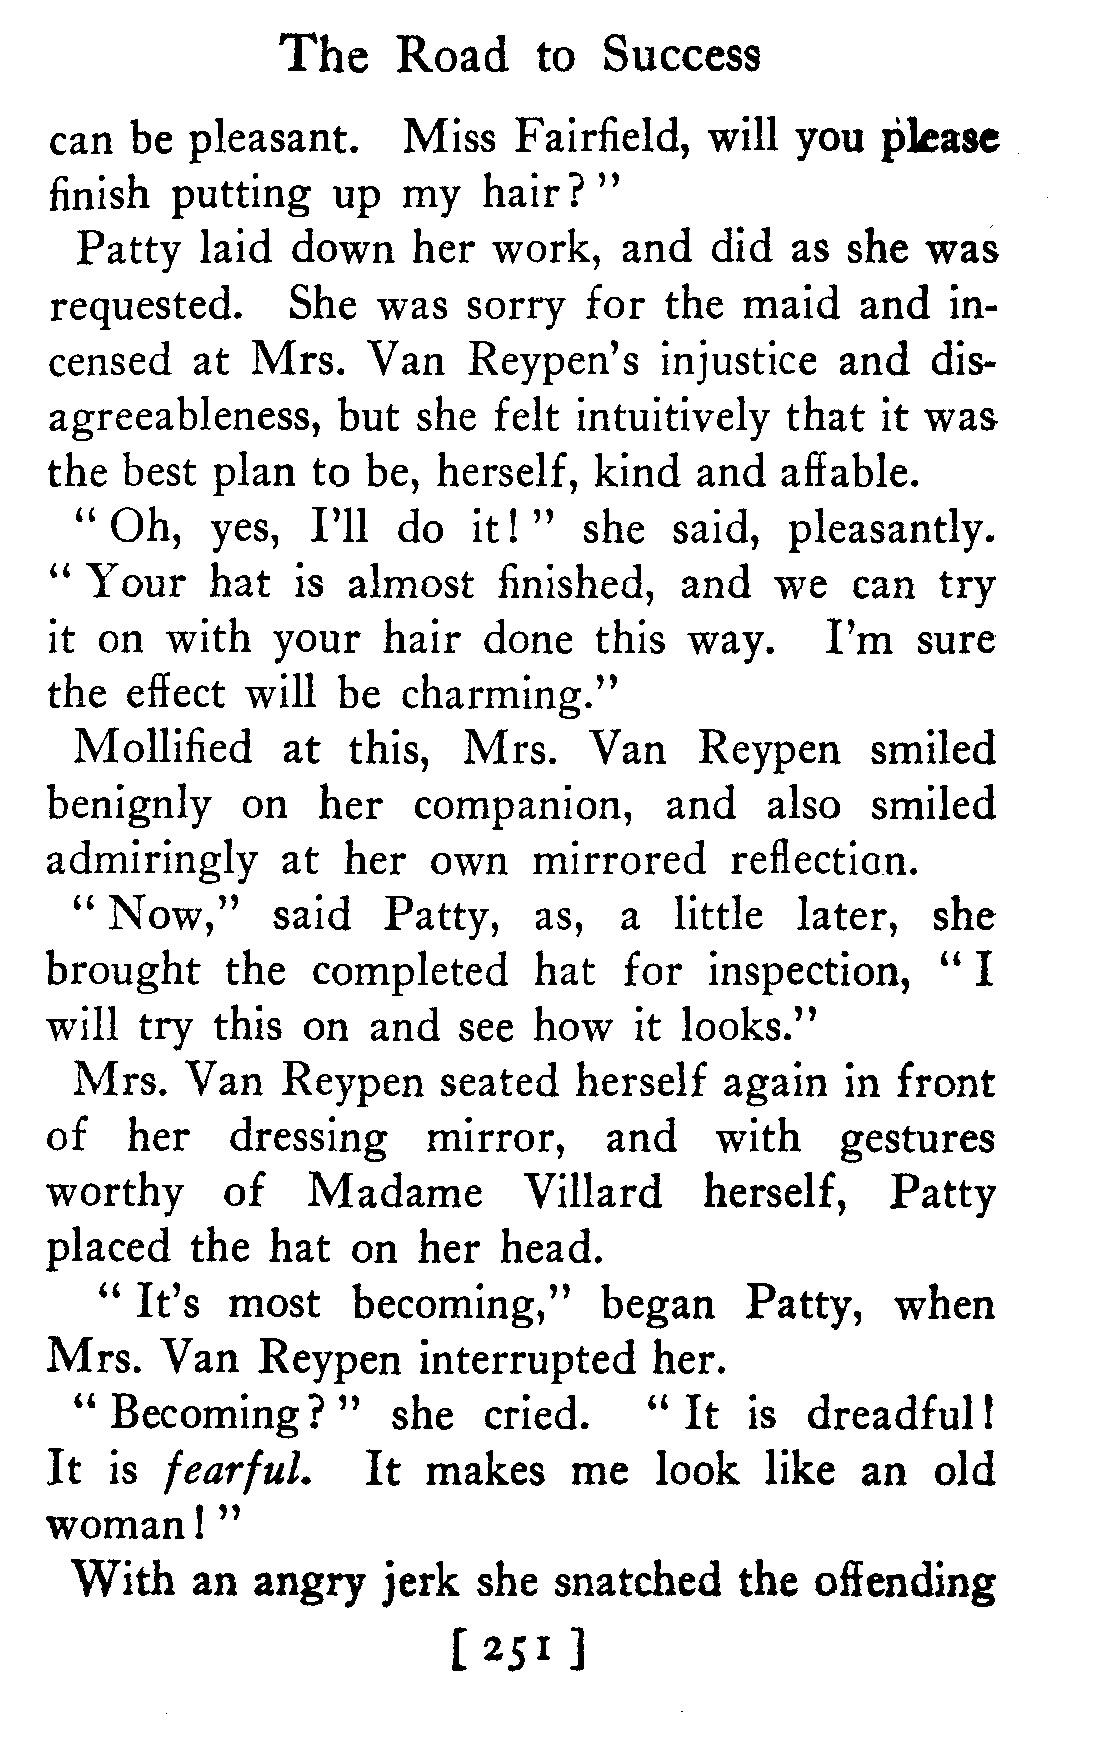 The Road to Success
can be pleasant. Miss Fairfield, will you please
finish putting up my hair?"
Patty laid down her work, and did as she was
requested. She was sorry for the maid and in-
censed at Mrs. Van Reypen's injustice and dis-
agreeableness, but she felt intuitively that it was
the best plan to be, herself, kind and affable.
"Oh, yes, I'll do it!" she said, pleasantly.
"Your hat is almost finished, and we can try
it on with your hair done this way. I'm sure
the effect will be charming."
Mollified at this, Mrs. Van Reypen smiled
benignly on her companion, and also smiled
admiringly at her own mirrored reflection.
"Now," said Patty, as, a little later, she
brought the completed hat for inspection, "I
will try this on and see how it looks."
Mrs. Van Reypen seated herself again in front
of her dressing mirror, and with gestures
worthy of Madame Villard herself, Patty
placed the hat on her head.
"It's most becoming," began Patty, when
Mrs. Van Reypen interrupted her.
"Becoming?" she cried. "It is dreadful!
It is fearful. It makes me look like an old
woman!"
With an angry jerk she snatched the offending
[ 251 ]